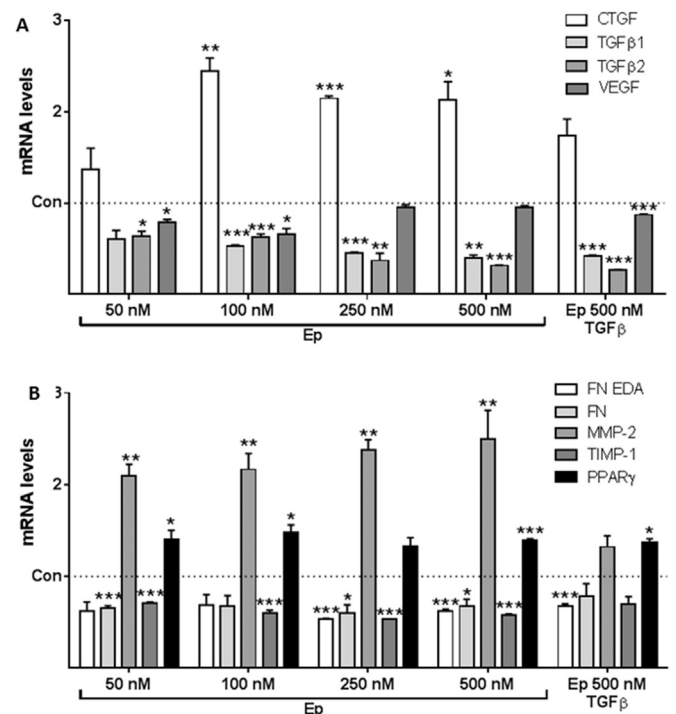 A
3
2
Con
mRNA levels
CTGF
TGFβ1
TGFβ2
VEGF
** *** * * * *** *** * *** ** ** *** *** *** ***
50 nM 100 nM 250 nM 500 nM Ep 500 nM
Ep TGFβ
B
3
2
Con
mRNA levels
FN EDA
FN
MMP-2
TIMP-1
PPARγ
** ** ** ** * * *** * *** *** *** * *** *** * *** ***
50 nM 100 nM 250 nM 500 nM Ep 500 nM
Ep TGFβ